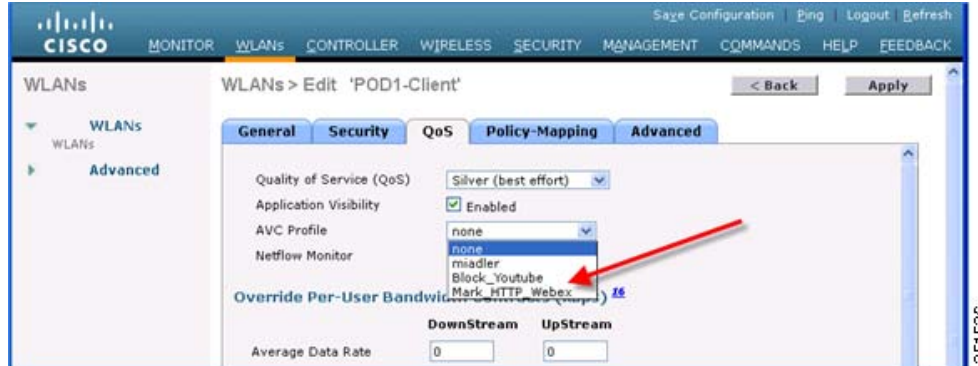 Save Configuration Ping Logout Refresh
CISCO MONITOR WLANs CONTROLLER WIRELESS SECURITY MANAGEMENT COMMANDS HELP FEEDBACK
WLANs
WLANs > Edit 'POD1-Client'
< Back Apply
WLANs
WLANs
Advanced
General Security QoS Policy-Mapping Advanced
Quality of Service (QoS) Silver (best effort)
Application Visibility Enabled
AVC Profile none
none
miadler
Block_Youtube
Mark_HTTP_Webex
Netflow Monitor
Override Per-User 16
DownStream UpStream
Average Data Rate 0 0